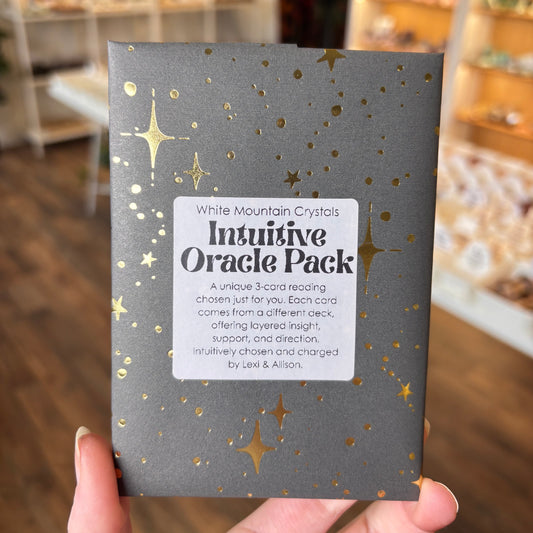 White Mountain Crystals
Intuitive
Oracle Pack
A unique 3-card reading
chosen just for you. Each card
comes from a different deck,
offering layered insight,
support, and direction.
Intuitively chosen and charged
by Lexi & Allison.